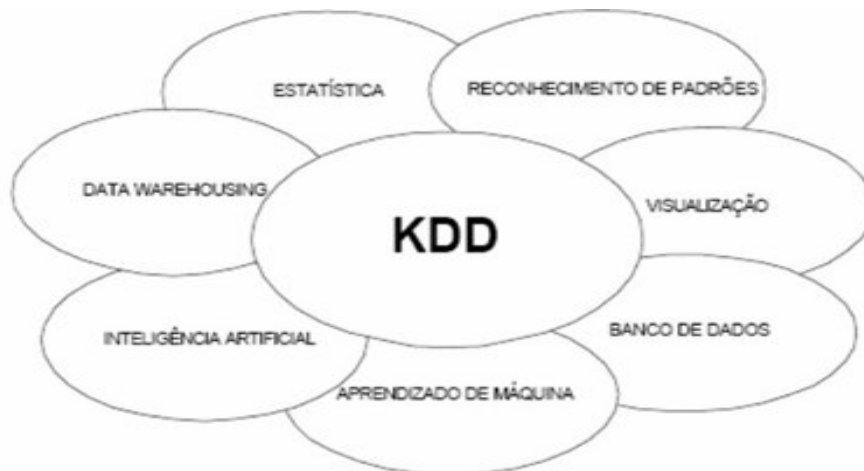 ESTATÍSTICA
RECONHECIMENTO DE PADRÕES
DATA WAREHOUSING
VISUALIZAÇÃO
KDD
BANCO DE DADOS
INTELIGÊNCIA ARTIFICIAL
APRENDIZADO DE MÁQUINA